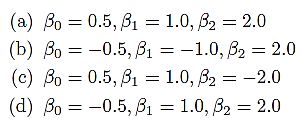 (a) β₀ = 0.5, β₁ = 1.0, β₂ = 2.0
(b) β₀ = −0.5, β₁ = −1.0, β₂ = 2.0
(c) β₀ = 0.5, β₁ = 1.0, β₂ = −2.0
(d) β₀ = −0.5, β₁ = 1.0, β₂ = 2.0